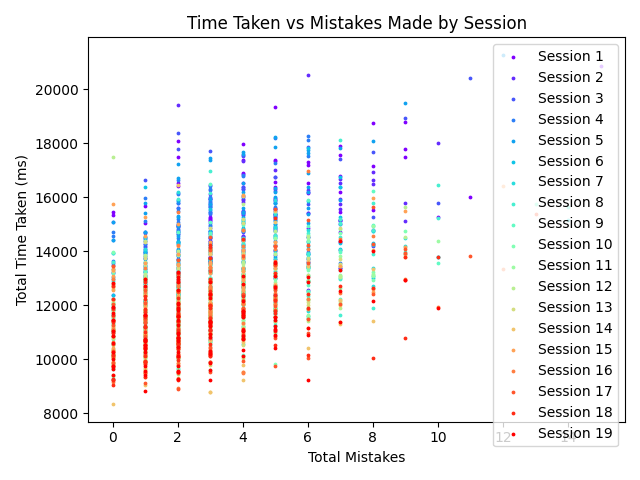 Time Taken vs Mistakes Made by Session
Total Time Taken (ms)
20000
18000
16000
14000
12000
10000
8000
0 2 4 6 8 10 12 14
Total Mistakes
Session 1
Session 2
Session 3
Session 4
Session 5
Session 6
Session 7
Session 8
Session 9
Session 10
Session 11
Session 12
Session 13
Session 14
Session 15
Session 16
Session 17
Session 18
Session 19